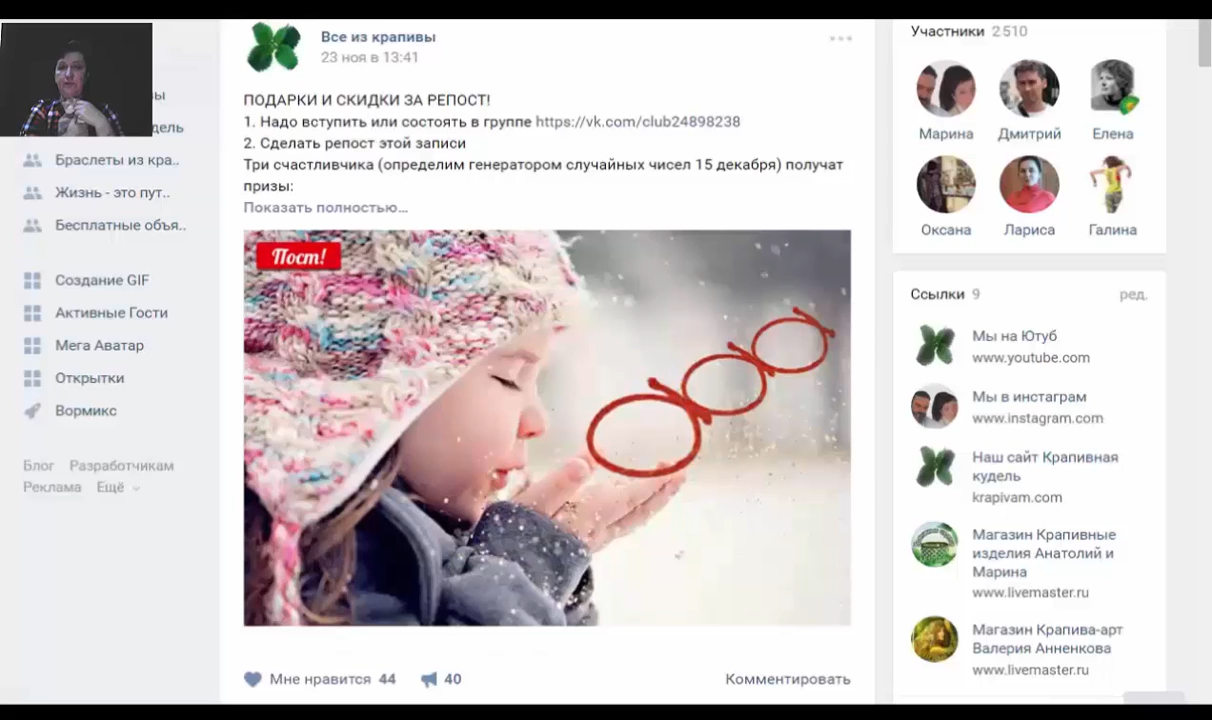 Все из крапивы
23 ноя в 13:41
ПОДАРКИ И СКИДКИ ЗА РЕПОСТ!
1. Надо вступить или состоять в группе https://vk.com/club24898238
2. Сделать репост этой записи
Три счастливчика (определим генератором случайных чисел 15 декабря) получат
призы:
Показать полностью...
Пост!
Мне нравится 44
40
Комментировать
Браслеты из кра..
Жизнь - это пут..
Бесплатные объя..
Создание GIF
Активные Гости
Мега Аватар
Открытки
Вормикс
Блог Разработчикам
Реклама Ещё
Участники 2 510
Марина Дмитрий Елена
Оксана Лариса Галина
Ссылки 9 ред.
Мы на Ютуб
www.youtube.com
Мы в инстаграм
www.instagram.com
Наш сайт Крапивная
кудель
krapivam.com
Магазин Крапивные
изделия Анатолий и
Марина
www.livemaster.ru
Магазин Крапива-арт
Валерия Анненкова
www.livemaster.ru